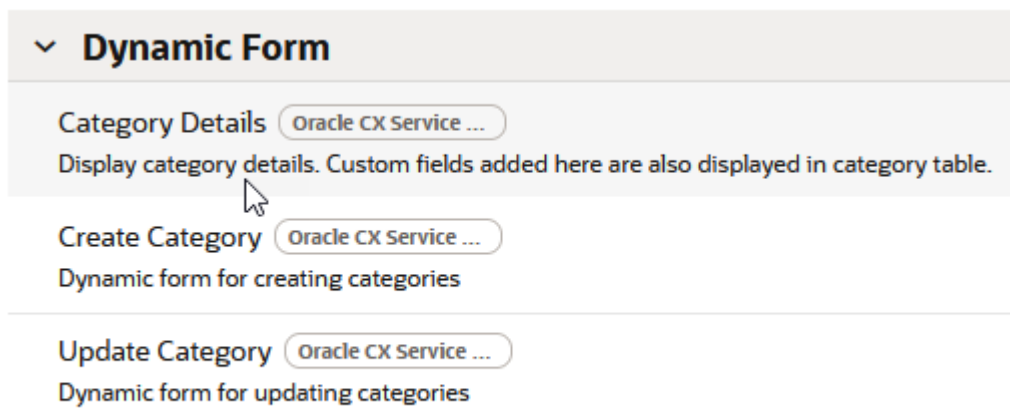 Dynamic Form
Category Details Oracle CX Service ...
Display category details. Custom fields added here are also displayed in category table.
Create Category Oracle CX Service ...
Dynamic form for creating categories
Update Category Oracle CX Service ...
Dynamic form for updating categories